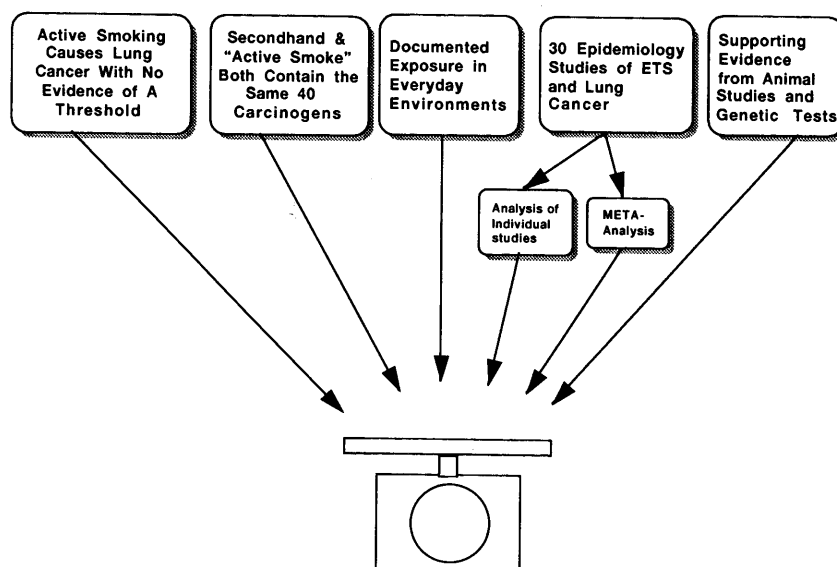 Active Smoking
Causes Lung
Cancer With No
Evidence of A
Threshold
Secondhand &
“Active Smoke”
Both Contain the
Same 40
Carcinogens
Documented
Exposure in
Everyday
Environments
30 Epidemiology
Studies of ETS
and Lung
Cancer
Supporting
Evidence
from Animal
Studies and
Genetic Tests
Analysis of
Individual
studies
META-
Analysis